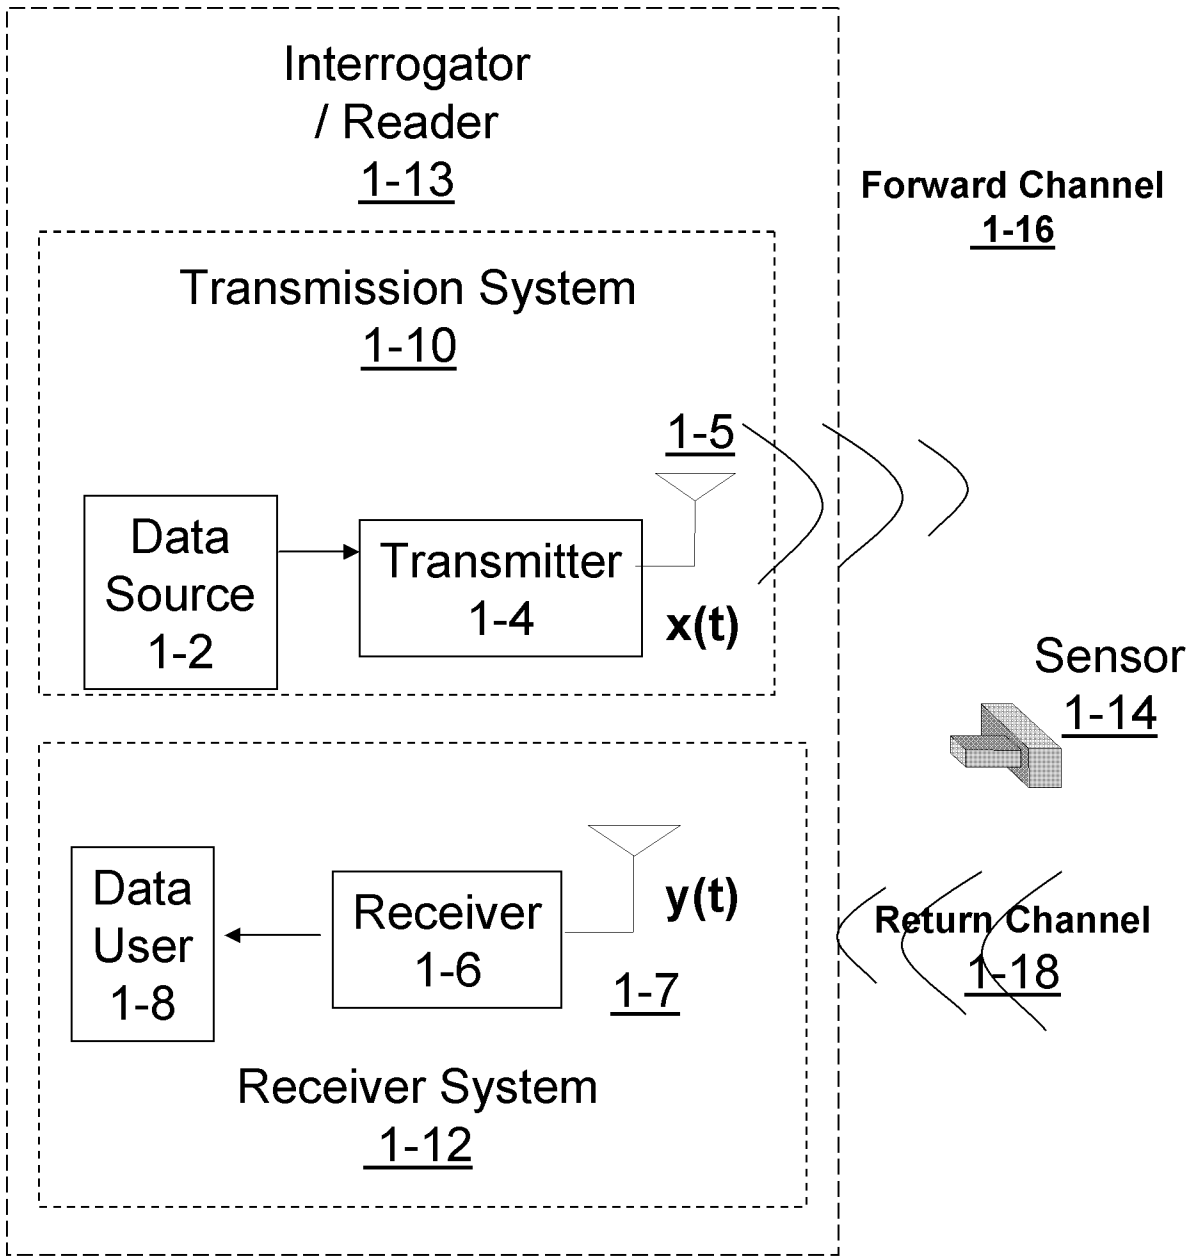 Interrogator
/ Reader
1-13
Forward Channel
1-16
Transmission System
1-10
1-5
Data
Source
1-2
Transmitter
1-4
x(t)
Sensor
1-14
Data
User
1-8
Receiver
1-6
y(t)
1-7
Return Channel
1-18
Receiver System
1-12